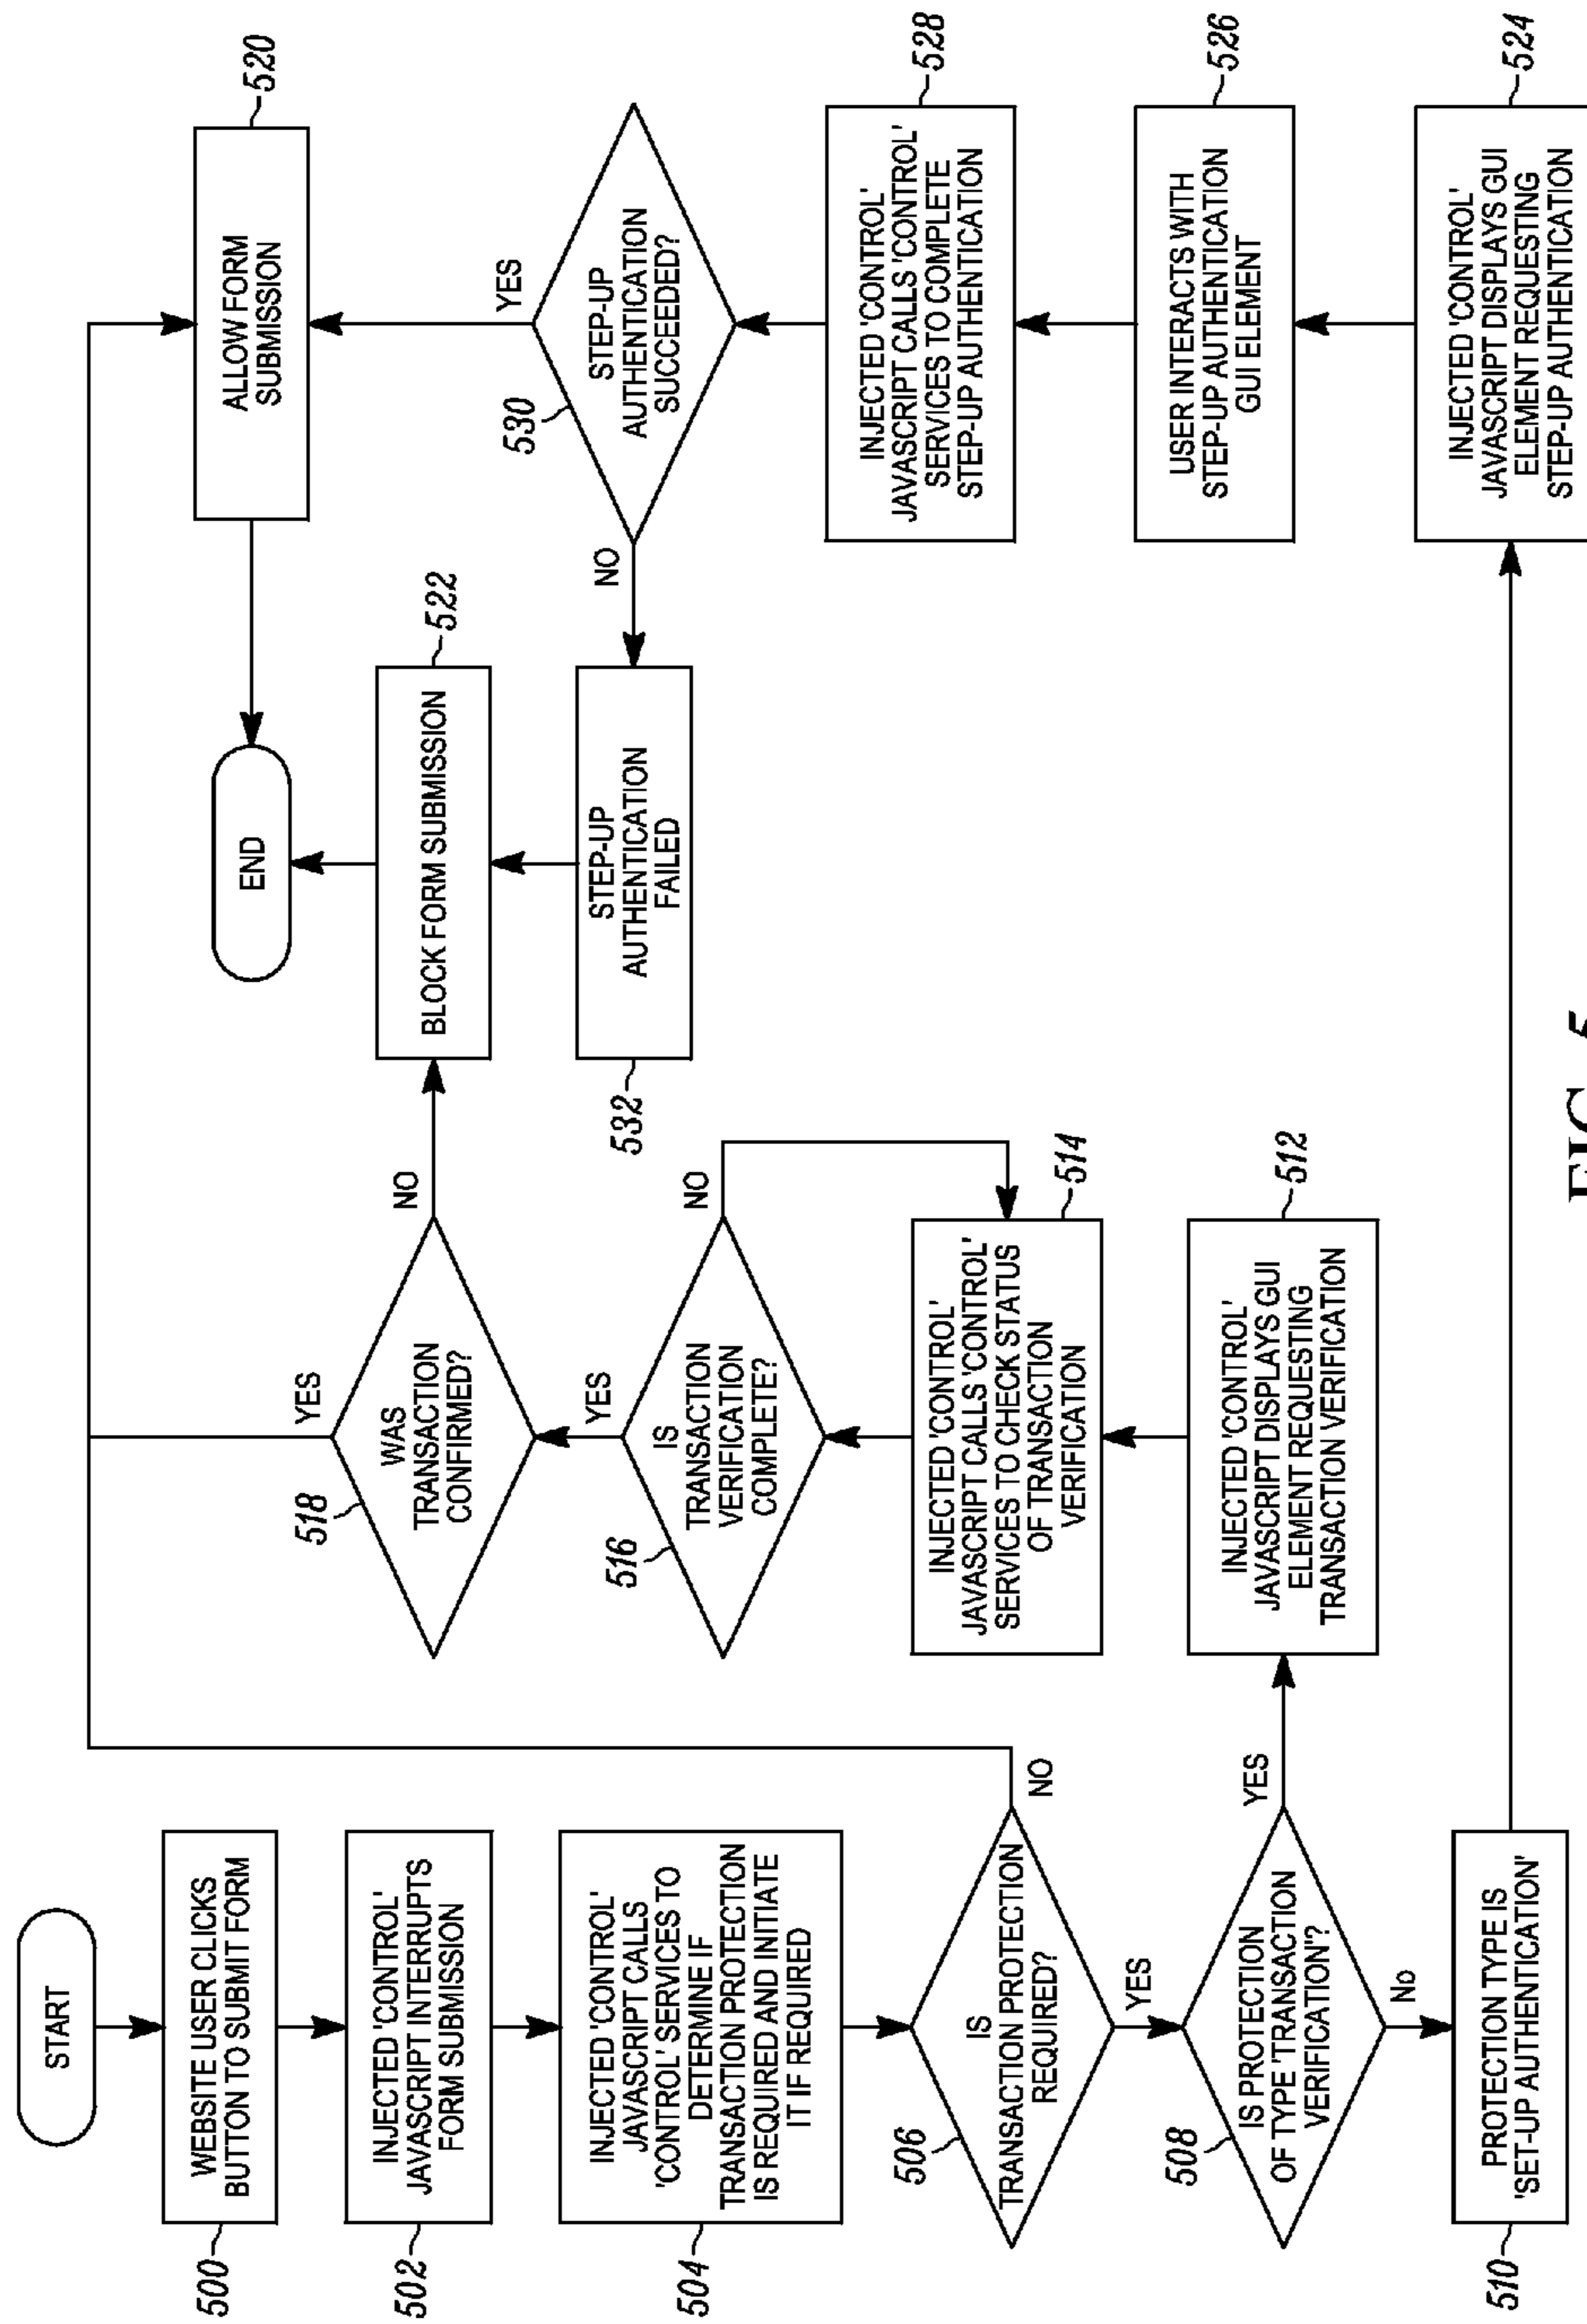 START
500
WEBSITE USER CLICKS
BUTTON TO SUBMIT FORM
502
INJECTED 'CONTROL'
JAVASCRIPT INTERRUPTS
FORM SUBMISSION
504
INJECTED 'CONTROL'
JAVASCRIPT CALLS
'CONTROL' SERVICES TO
DETERMINE IF
TRANSACTION PROTECTION
IS REQUIRED AND INITIATE
IT IF REQUIRED
506
IS
TRANSACTION PROTECTION
REQUIRED?
NO
YES
508
IS PROTECTION
OF TYPE 'TRANSACTION
VERIFICATION'?
YES
No
510
PROTECTION TYPE IS
'SET-UP AUTHENTICATION'
518
WAS
TRANSACTION
CONFIRMED?
YES
NO
516
IS
TRANSACTION
VERIFICATION
COMPLETE?
YES
NO
INJECTED 'CONTROL'
JAVASCRIPT CALLS 'CONTROL'
SERVICES TO CHECK STATUS
OF TRANSACTION
VERIFICATION
514
INJECTED 'CONTROL'
JAVASCRIPT DISPLAYS GUI
ELEMENT REQUESTING
TRANSACTION VERIFICATION
512
END
BLOCK FORM SUBMISSION
522
STEP-UP
AUTHENTICATION
FAILED
532
ALLOW FORM
SUBMISSION
520
530
STEP-UP
AUTHENTICATION
SUCCEEDED?
YES
NO
INJECTED 'CONTROL'
JAVASCRIPT CALLS 'CONTROL'
SERVICES TO COMPLETE
STEP-UP AUTHENTICATION
528
USER INTERACTS WITH
STEP-UP AUTHENTICATION
GUI ELEMENT
526
INJECTED 'CONTROL'
JAVASCRIPT DISPLAYS GUI
ELEMENT REQUESTING
STEP-UP AUTHENTICATION
524
FIG. 5